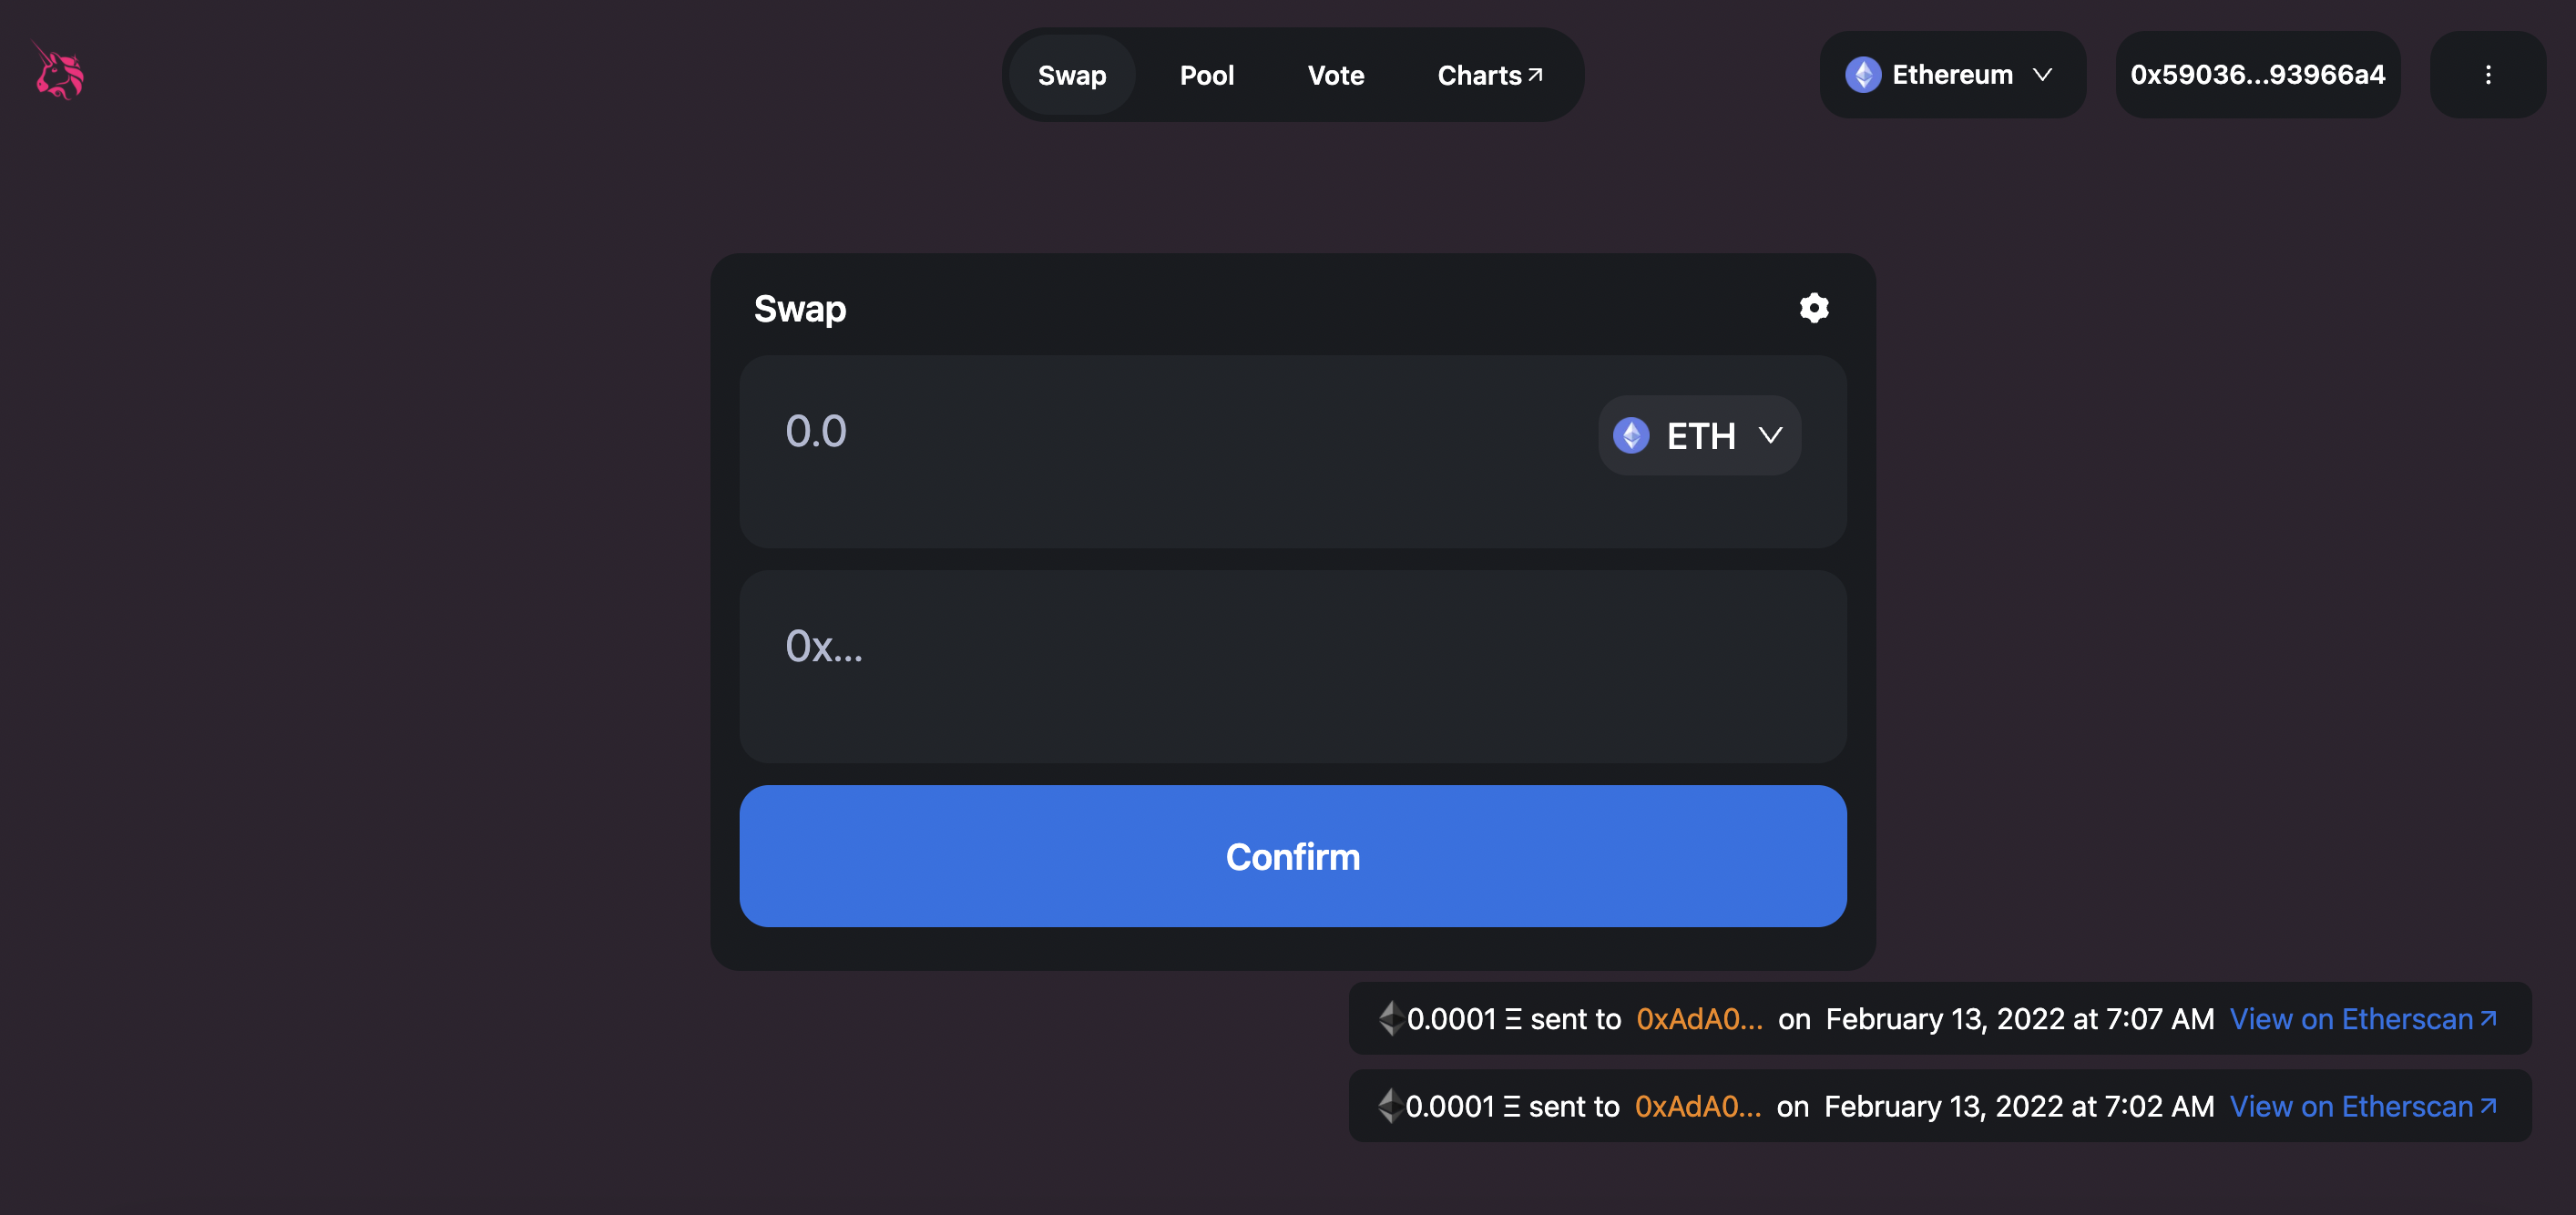 Swap Pool Vote Charts↗ Ethereum 0x59036...93966a4
Swap
0.0 ETH
0x...
Confirm
0.0001 Ξ sent to 0xAdA0... on February 13, 2022 at 7:07 AM View on Etherscan↗
0.0001 Ξ sent to 0xAdA0... on February 13, 2022 at 7:02 AM View on Etherscan↗